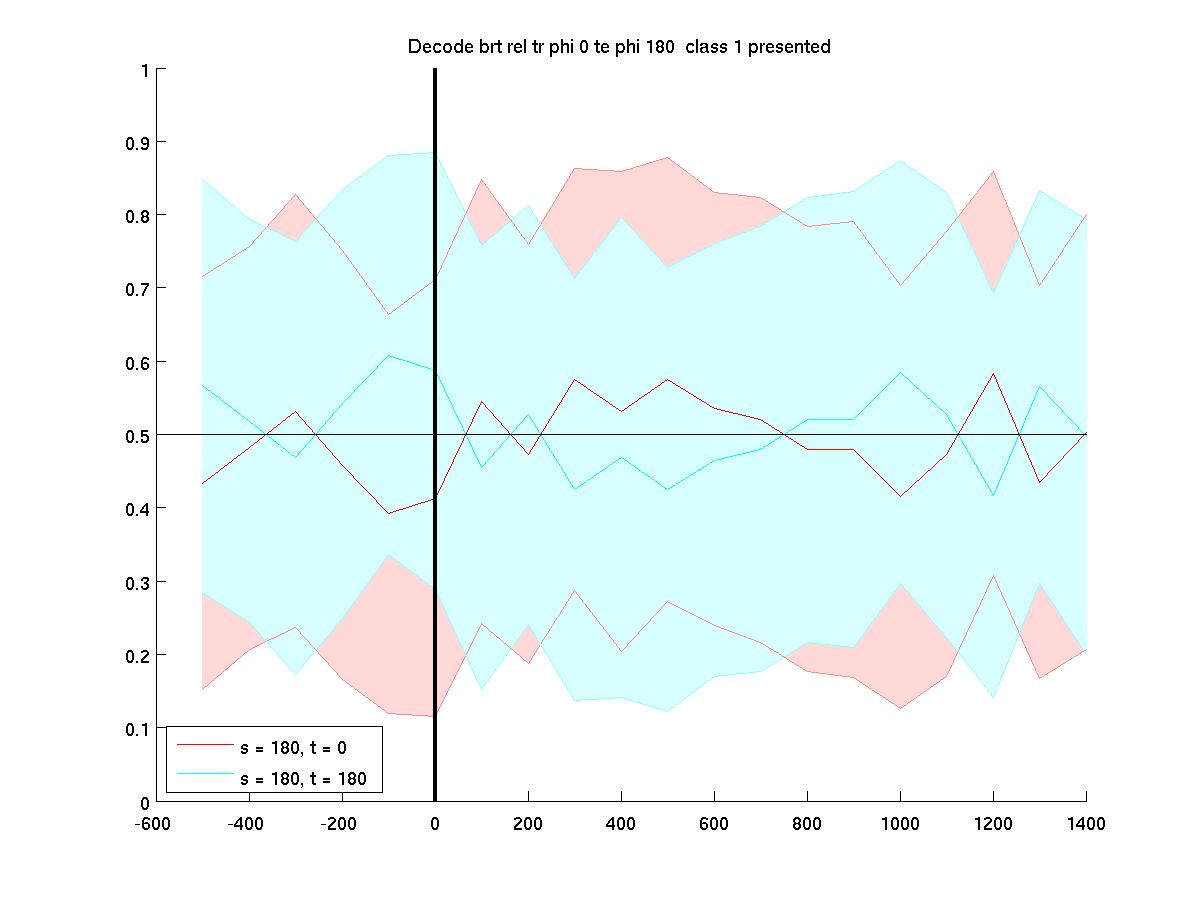 Decode brt rel tr phi 0 te phi 180  class 1 presented
1
0.9
0.8
0.7
0.6
0.5
0.4
0.3
0.2
0.1
0
s = 180, t = 0
s = 180, t = 180
-600 -400 -200 0 200 400 600 800 1000 1200 1400